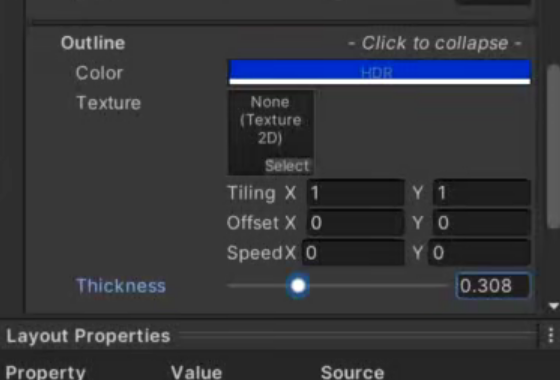 Outline - Click to collapse -
Color HDR
Texture None
(Texture
2D)
Select
Tiling X 1 Y 1
Offset X 0 Y 0
Speed X 0 Y 0
Thickness 0.308
Layout Properties
Property Value Source